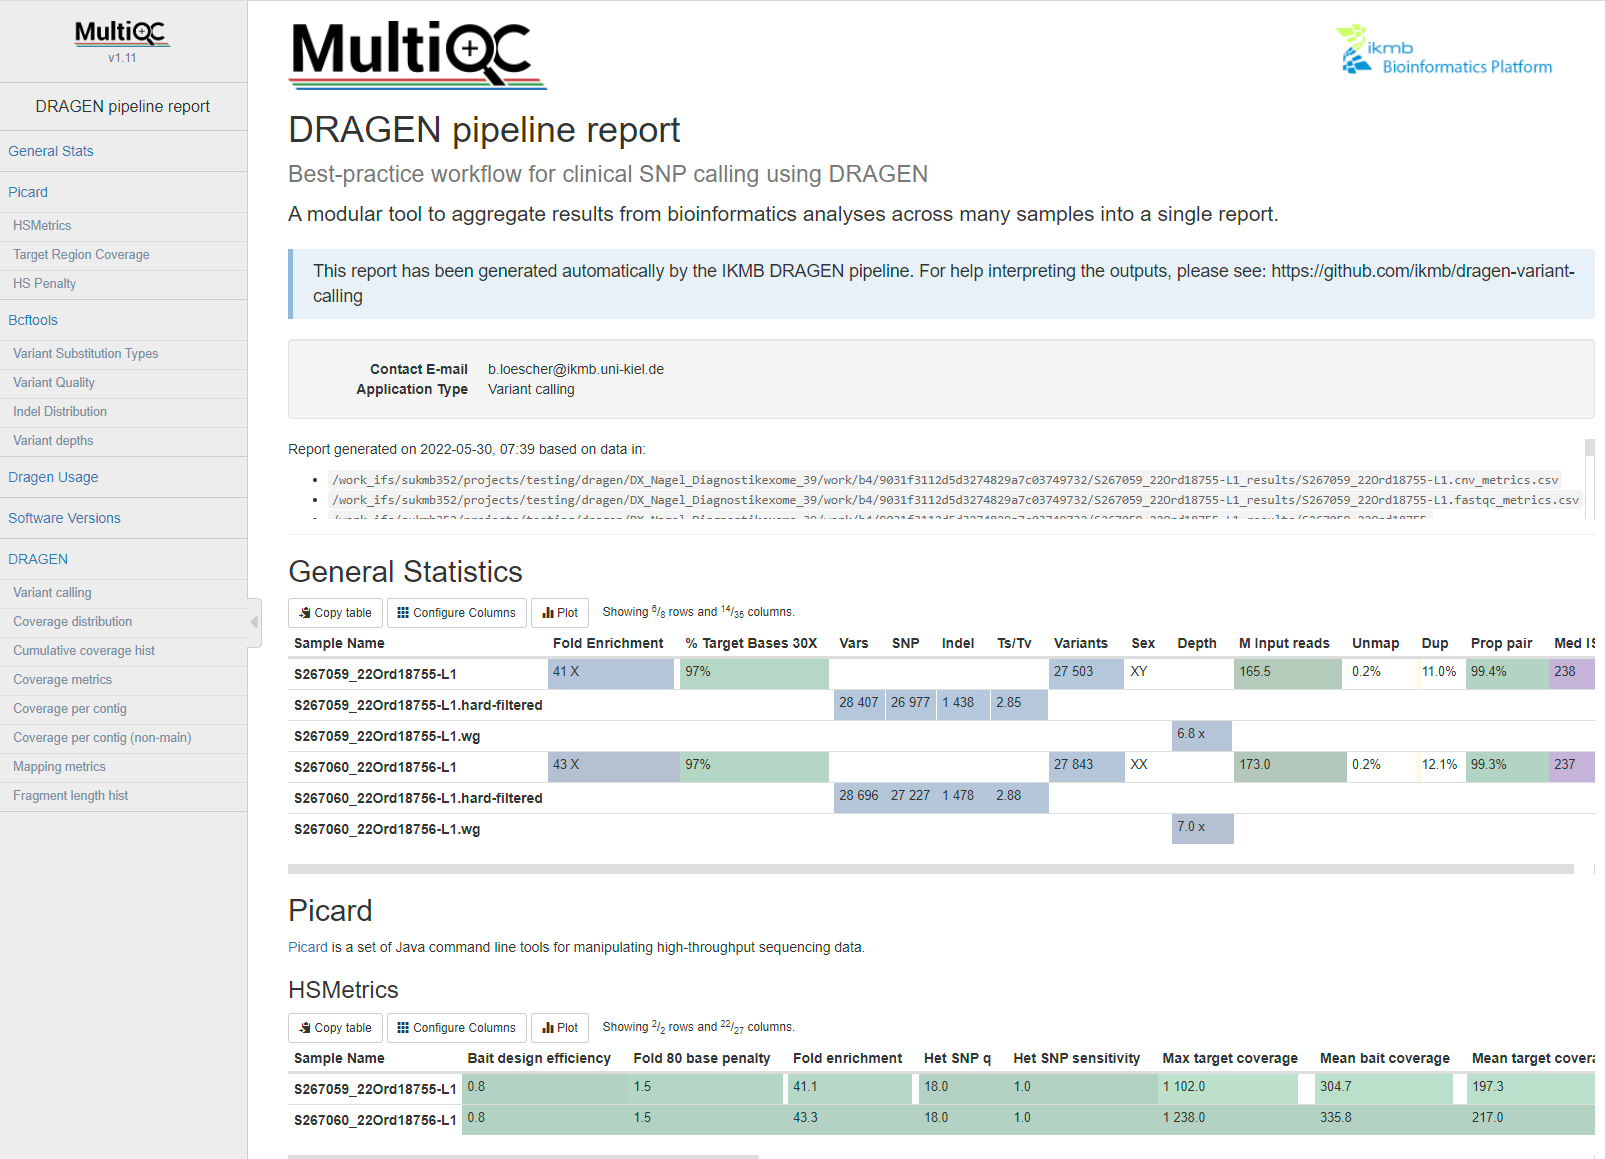 MultiQC
v1.11
DRAGEN pipeline report
General Stats
Picard
HSMetrics
Target Region Coverage
HS Penalty
Bcftools
Variant Substitution Types
Variant Quality
Indel Distribution
Variant depths
Dragen Usage
Software Versions
DRAGEN
Variant calling
Coverage distribution
Cumulative coverage hist
Coverage metrics
Coverage per contig
Coverage per contig (non-main)
Mapping metrics
Fragment length hist
MultiQC
ikmb
Bioinformatics Platform
DRAGEN pipeline report
Best-practice workflow for clinical SNP calling using DRAGEN
A modular tool to aggregate results from bioinformatics analyses across many samples into a single report.
This report has been generated automatically by the IKMB DRAGEN pipeline. For help interpreting the outputs, please see: https://github.com/ikmb/dragen-variant-
calling
Contact E-mail b.loescher@ikmb.uni-kiel.de
Application Type Variant calling
Report generated on 2022-05-30, 07:39 based on data in:
• /work_ifs/sukmb352/projects/testing/dragen/DX_Nagel_Diagnostikexome_39/work/b4/9031f3112d5d3274829a7c03749732/S267059_22Ord18755-L1_results/S267059_22Ord18755-L1.cnv_metrics.csv
• /work_ifs/sukmb352/projects/testing/dragen/DX_Nagel_Diagnostikexome_39/work/b4/9031f3112d5d3274829a7c03749732/S267059_22Ord18755-L1_results/S267059_22Ord18755-L1.fastqc_metrics.csv
• /work_ifs/sukmb352/projects/testing/dragen/DX_Nagel_Diagnostikexome_39/work/b4/9031f3112d5d3274829a7c03749732/S267059_22Ord18755-L1_results/S267059_22Ord18755-
General Statistics
Copy table Configure Columns Plot Showing 6/8 rows and 14/35 columns.
Sample Name Fold Enrichment % Target Bases 30X Vars SNP Indel Ts/Tv Variants Sex Depth M Input reads Unmap Dup Prop pair Med IS
S267059_22Ord18755-L1 41 X 97% 27 503 XY 165.5 0.2% 11.0% 99.4% 238
S267059_22Ord18755-L1.hard-filtered 28 407 26 977 1 438 2.85
S267059_22Ord18755-L1.wg 6.8 x
S267060_22Ord18756-L1 43 X 97% 27 843 XX 173.0 0.2% 12.1% 99.3% 237
S267060_22Ord18756-L1.hard-filtered 28 696 27 227 1 478 2.88
S267060_22Ord18756-L1.wg 7.0 x
Picard
Picard is a set of Java command line tools for manipulating high-throughput sequencing data.
HSMetrics
Copy table Configure Columns Plot Showing 2/2 rows and 22/27 columns.
Sample Name Bait design efficiency Fold 80 base penalty Fold enrichment Het SNP q Het SNP sensitivity Max target coverage Mean bait coverage Mean target covera
S267059_22Ord18755-L1 0.8 1.5 41.1 18.0 1.0 1 102.0 304.7 197.3
S267060_22Ord18756-L1 0.8 1.5 43.3 18.0 1.0 1 238.0 335.8 217.0